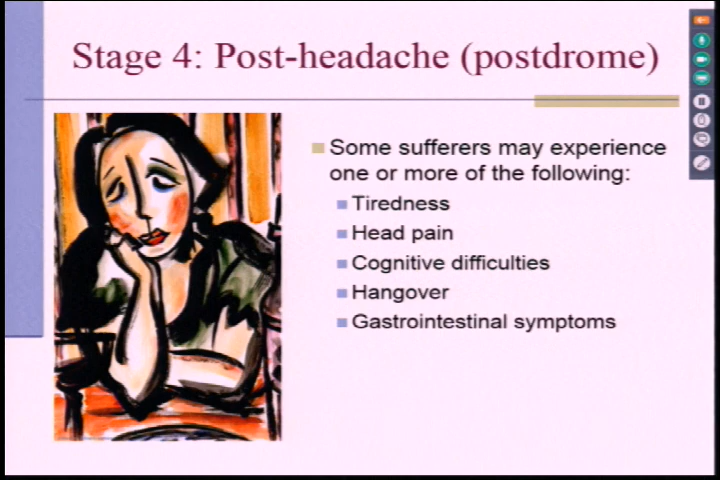 Stage 4: Post-headache (postdrome)
Some sufferers may experience
one or more of the following:
Tiredness
Head pain
Cognitive difficulties
Hangover
Gastrointestinal symptoms